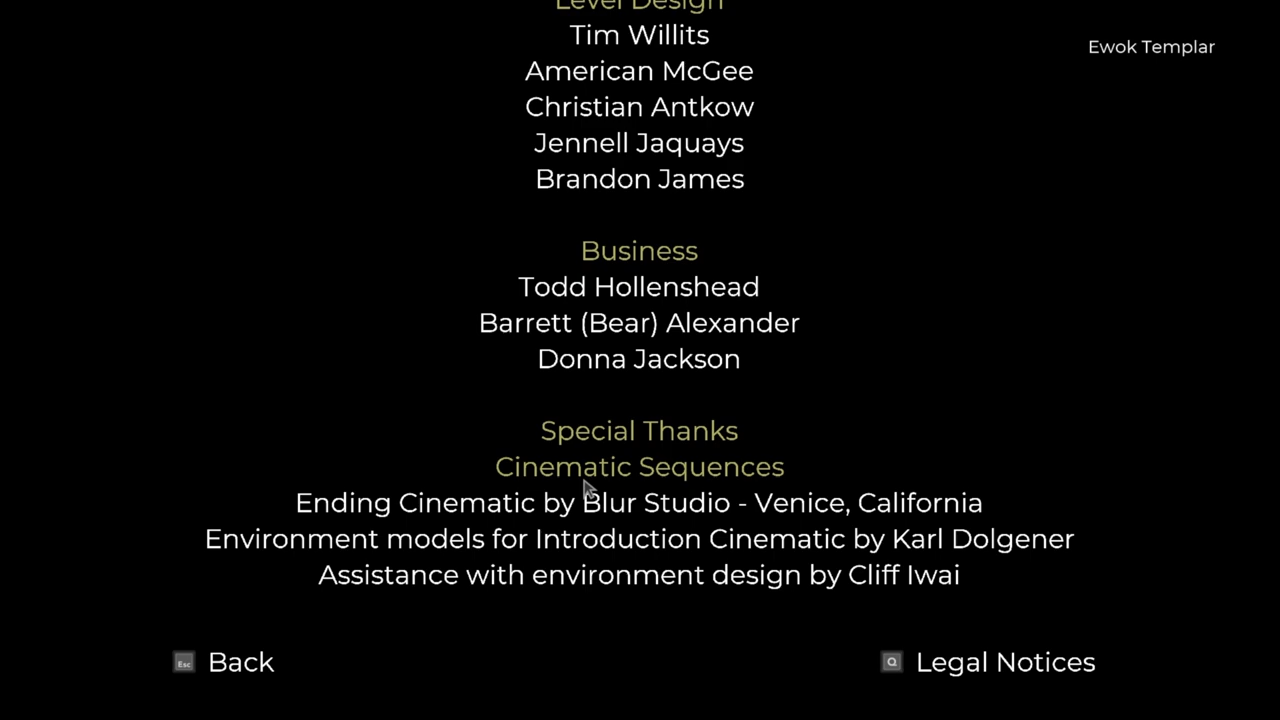 Level Design
Tim Willits
Ewok Templar
American McGee
Christian Antkow
Jennell Jaquays
Brandon James
Business
Todd Hollenshead
Barrett (Bear) Alexander
Donna Jackson
Special Thanks
Cinematic Sequences
Ending Cinematic by Blur Studio - Venice, California
Environment models for Introduction Cinematic by Karl Dolgener
Assistance with environment design by Cliff Iwai
Esc Back
Q Legal Notices